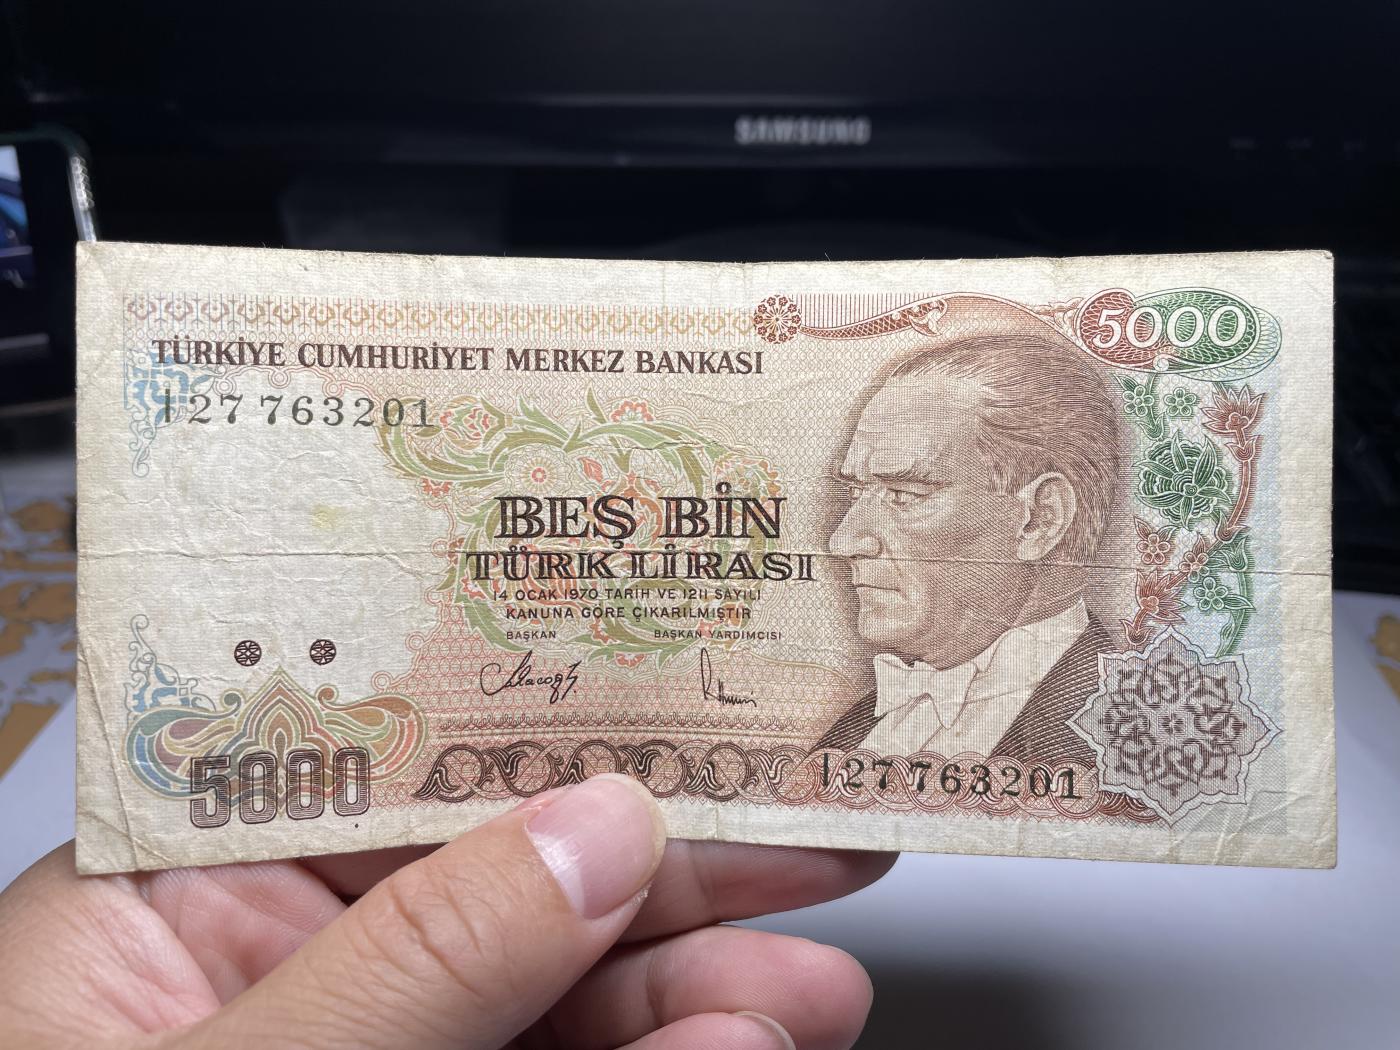 SAMSUNG
5000
TÜRKİYE CUMHURİYET MERKEZ BANKASI
I27 763201
BEŞ BİN
TÜRK LİRASI
14 OCAK 1970 TARİH VE 1211 SAYILI
KANUNA GÖRE ÇIKARILMIŞTIR
BAŞKAN BAŞKAN YARDIMCISI
5000
I27 763201